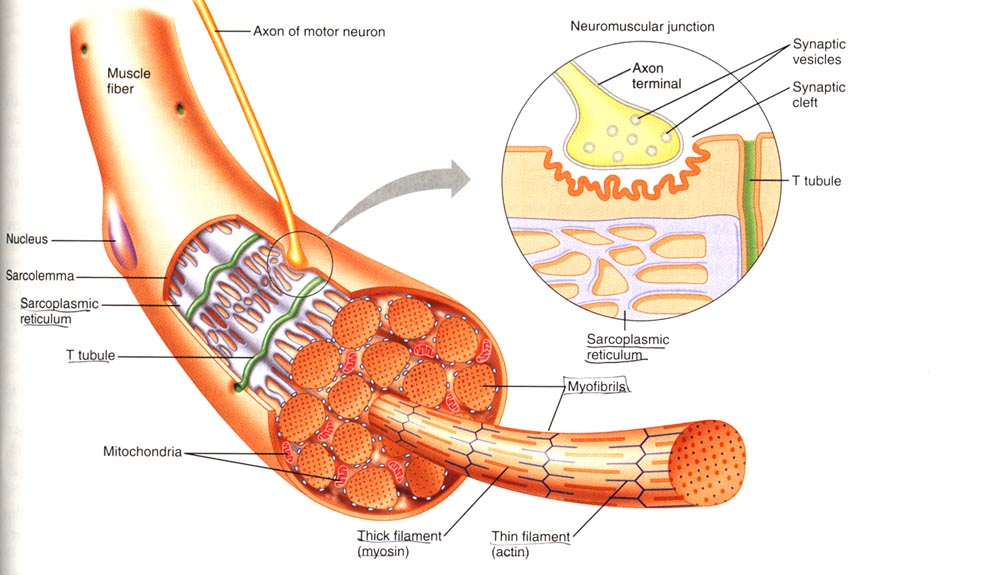 Axon of motor neuron
Muscle
fiber
Neuromuscular junction
Synaptic
vesicles
Axon
terminal
Synaptic
cleft
T tubule
Nucleus
Sarcolemma
Sarcoplasmic
reticulum
T tubule
Sarcoplasmic
reticulum
Myofibrils
Mitochondria
Thick filament
(myosin)
Thin filament
(actin)